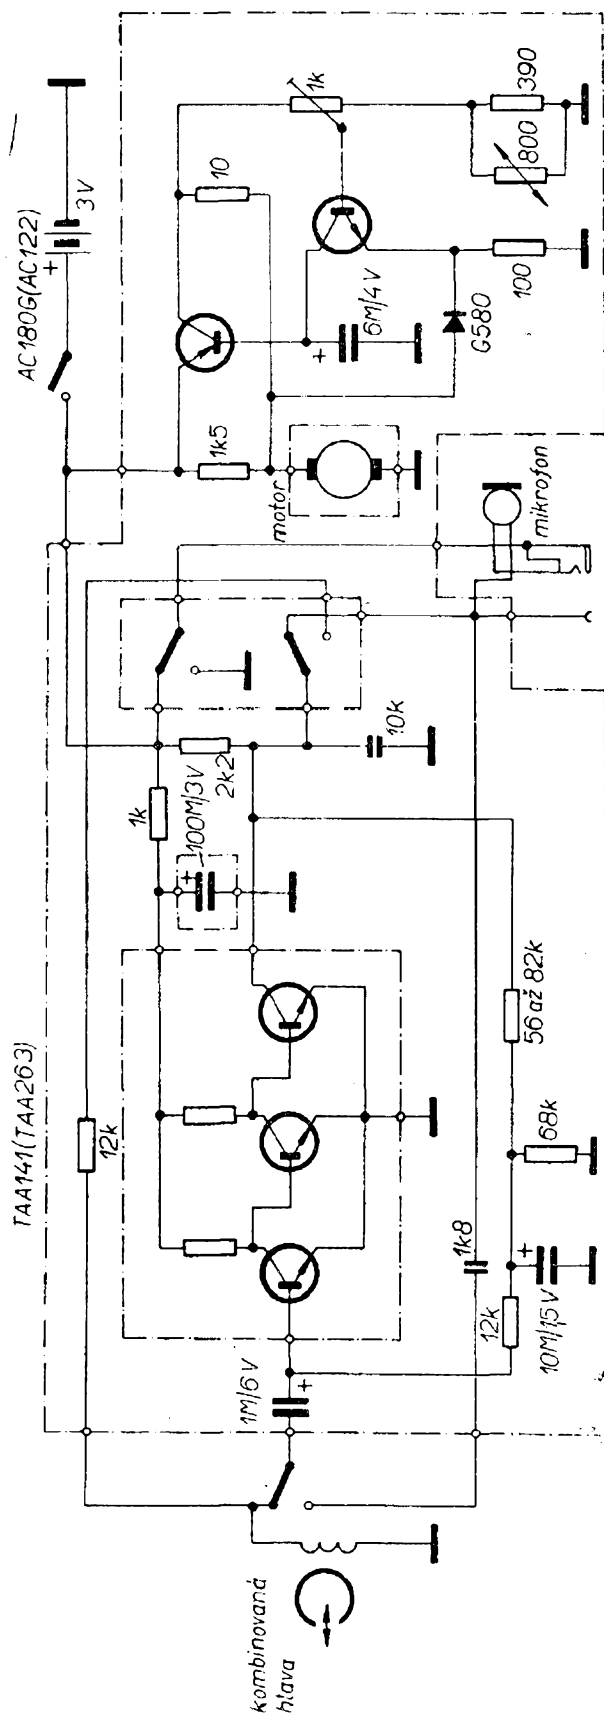 TAA141(TAA263)
AC180G(AC122)
+
3V
12k
1k
+
100M/3V
2k2
1k5
10
1k
kombinovaná
hlava
1M/6V
+
motor
+
6M/4V
10k
G580
100
800
390
1k8
mikrofon
12k
10M/15V
+
68k
56 až 82k